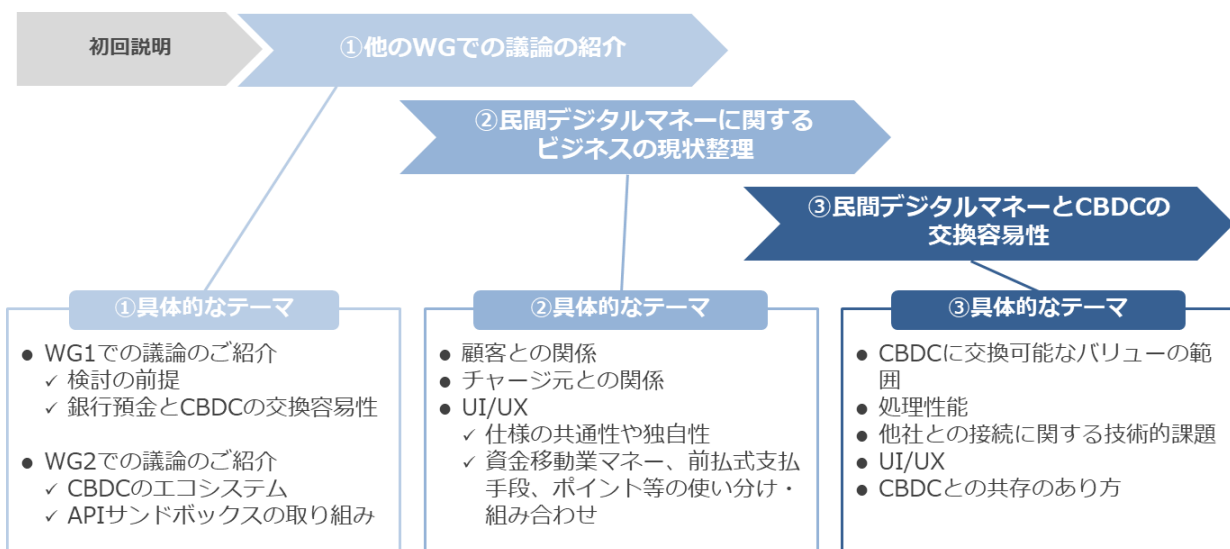 初回説明
①他のWGでの議論の紹介
②民間デジタルマネーに関する
ビジネスの現状整理
③民間デジタルマネーとCBDCの
交換容易性
①具体的なテーマ
● WG1での議論のご紹介
✓ 検討の前提
✓ 銀行預金とCBDCの交換容易性
● WG2での議論のご紹介
✓ CBDCのエコシステム
✓ APIサンドボックスの取り組み
②具体的なテーマ
● 顧客との関係
● チャージ元との関係
● UI/UX
✓ 仕様の共通性や独自性
✓ 資金移動業マネー、前払式支払
手段、ポイント等の使い分け・
組み合わせ
③具体的なテーマ
● CBDCに交換可能なバリューの範
囲
● 処理性能
● 他社との接続に関する技術的課題
● UI/UX
● CBDCとの共存のあり方